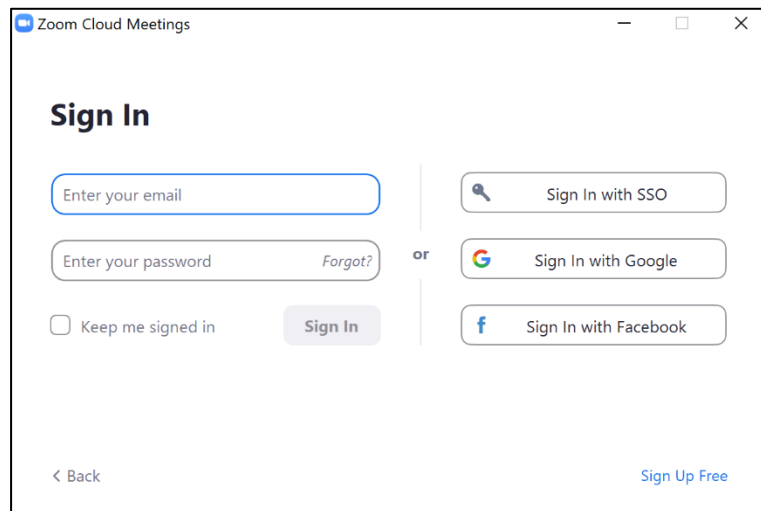 Zoom Cloud Meetings
Sign In
Enter your email
Enter your password Forgot?
Keep me signed in Sign In
or
Sign In with SSO
Sign In with Google
Sign In with Facebook
Back
Sign Up Free